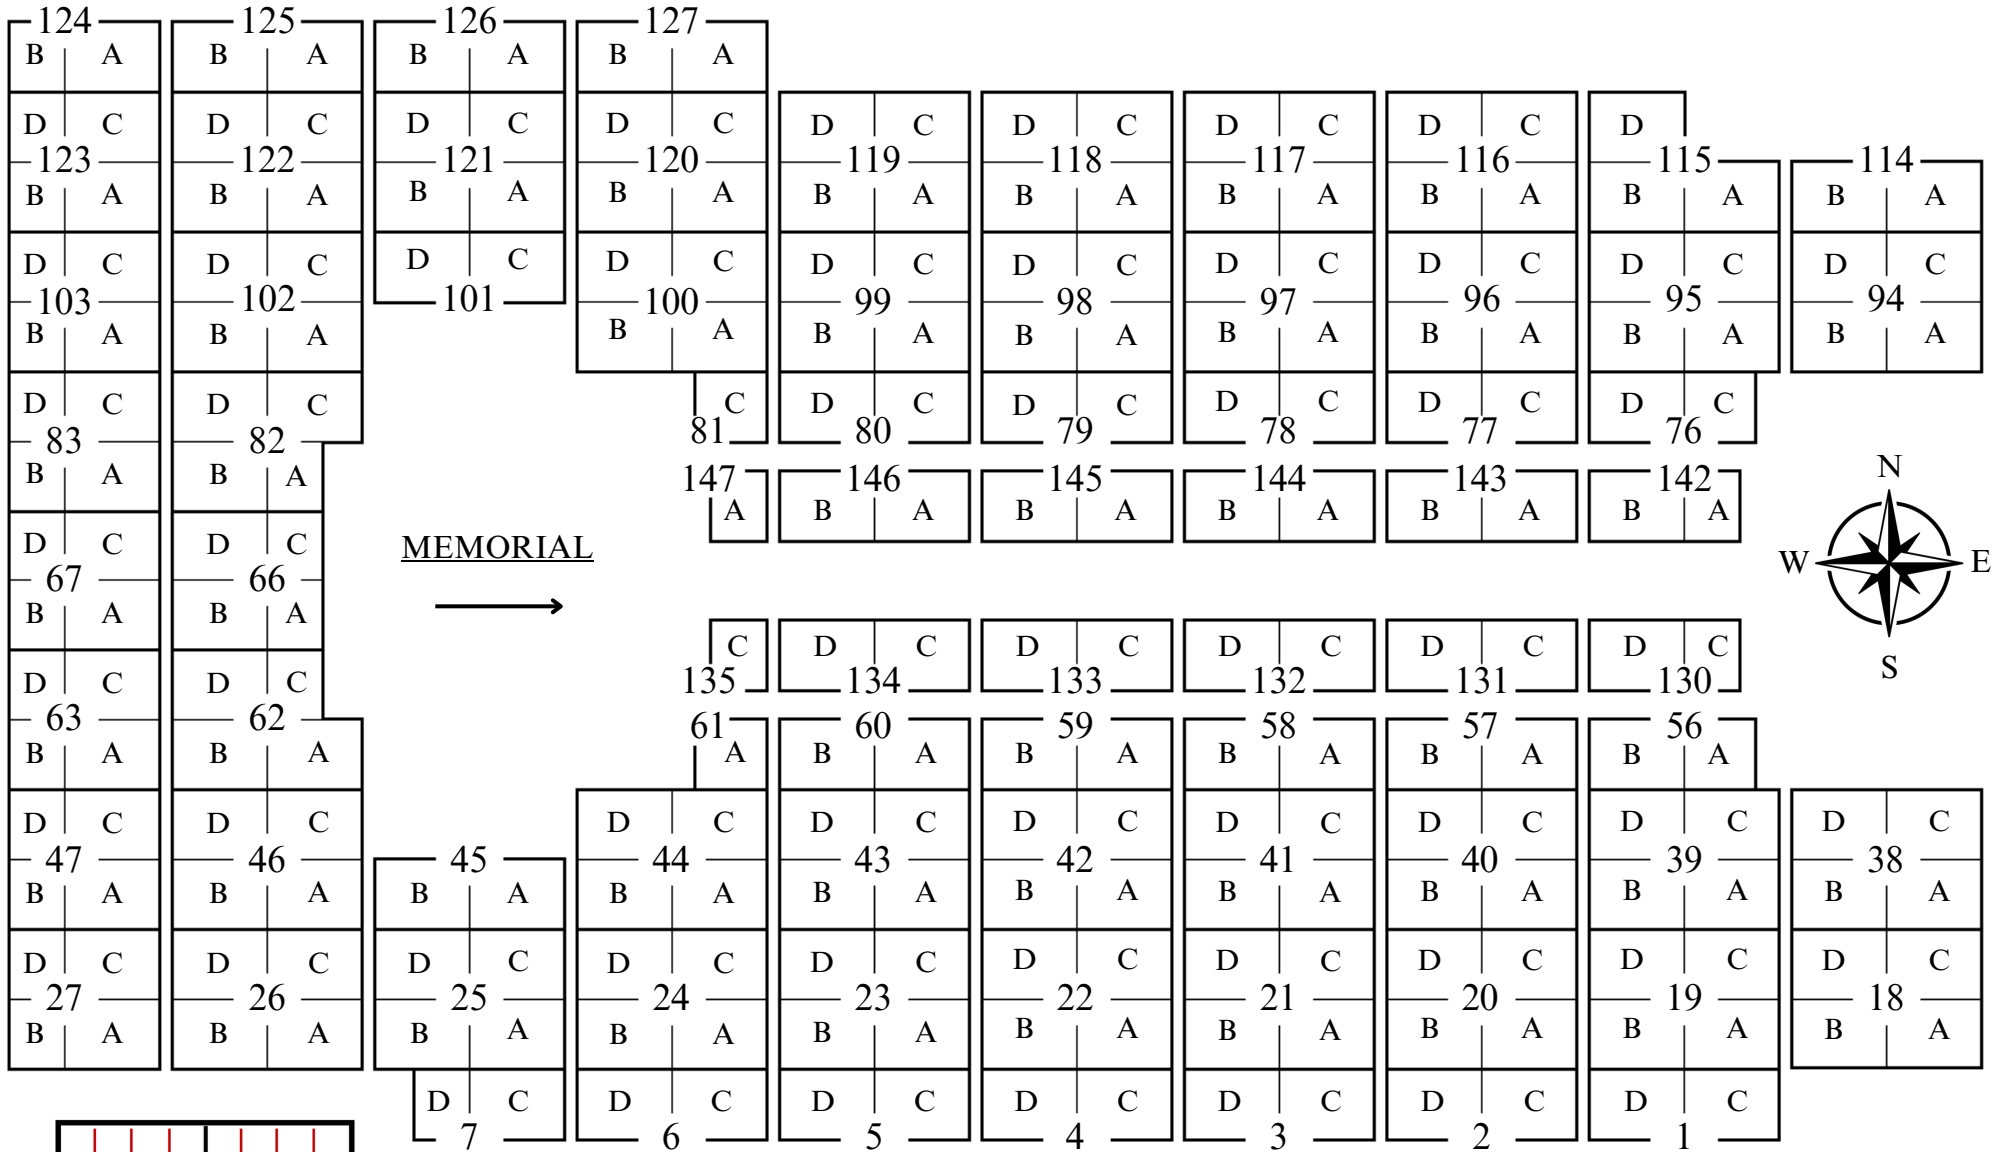 124 125 126 127
B A B A B A B A
D C D C D C D C D C D C D C D C D
123 122 121 120 119 118 117 116 115 114
B A B A B A B A B A B A B A B A B A B A
D C D C D C D C D C D C D C D C D C D C
103 102 101 100 99 98 97 96 95 94
B A B A B A B A B A B A B A B A B A
D C D C C D C D C D C D C D C
83 82 81 80 79 78 77 76
B A B A
147 146 145 144 143 142
A B A B A B A B A B A
N
W E
S
D C D C
67 66
B A B A
MEMORIAL
C D C D C D C D C D C
135 134 133 132 131 130
D C D C
63 62 61 60 59 58 57 56
B A B A A B A B A B A B A B A
D C D C D C D C D C D C D C D C D C
47 46 45 44 43 42 41 40 39 38
B A B A B A B A B A B A B A B A B A B A
D C D C D C D C D C D C D C D C D C D C
27 26 25 24 23 22 21 20 19 18
B A B A B A B A B A B A B A B A B A B A
D C D C D C D C D C D C D C
7 6 5 4 3 2 1